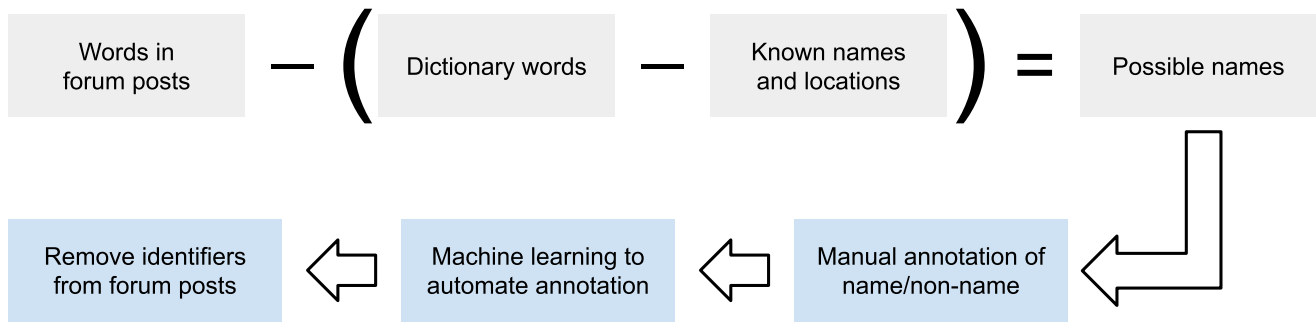 Words in
forum posts
— (
Dictionary words
—
Known names
and locations
) =
Possible names
Manual annotation of
name/non-name
Machine learning to
automate annotation
Remove identifiers
from forum posts